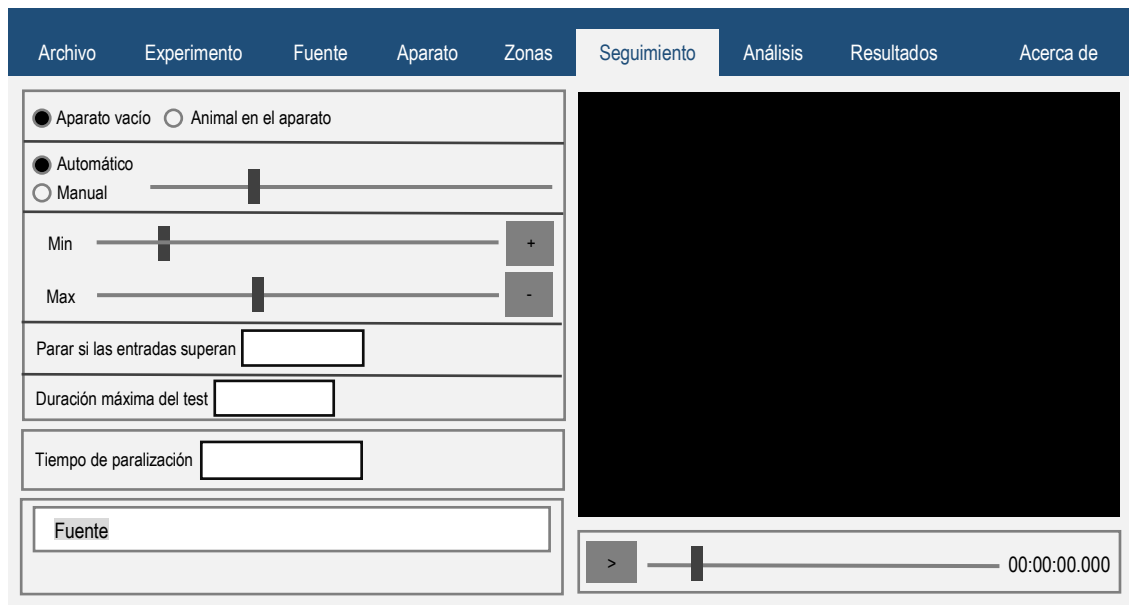 Archivo Experimento Fuente Aparato Zonas Seguimiento Análisis Resultados Acerca de
Aparato vacío Animal en el aparato
Automático
Manual
Min +
Max -
Parar si las entradas superan
Duración máxima del test
Tiempo de paralización
Fuente
> 00:00:00.000